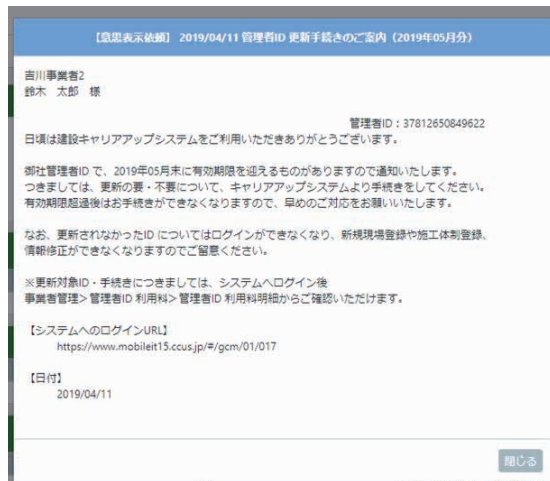 【意思表示依頼】 2019/04/11 管理者ID 更新手続きのご案内（2019年05月分）
吉川事業者2
鈴木　太郎　様
管理者ID：37812650849622
日頃は建設キャリアアップシステムをご利用いただきありがとうございます。
御社管理者ID で、2019年05月末に有効期限を迎えるものがありますので通知いたします。
つきましては、更新の要・不要について、キャリアアップシステムより手続きをしてください。
有効期限超過後はお手続きができなくなりますので、早めのご対応をお願いいたします。
なお、更新されなかったID についてはログインができなくなり、新規現場登録や施工体制登録、
情報修正ができなくなりますのでご留意ください。
※更新対象ID・手続きにつきましては、システムへログイン後
事業者管理＞管理者ID 利用料＞管理者ID 利用料明細からご確認いただけます。
【システムへのログインURL】
https://www.mobileit15.ccus.jp/#/gcm/01/017
【日付】
2019/04/11
閉じる